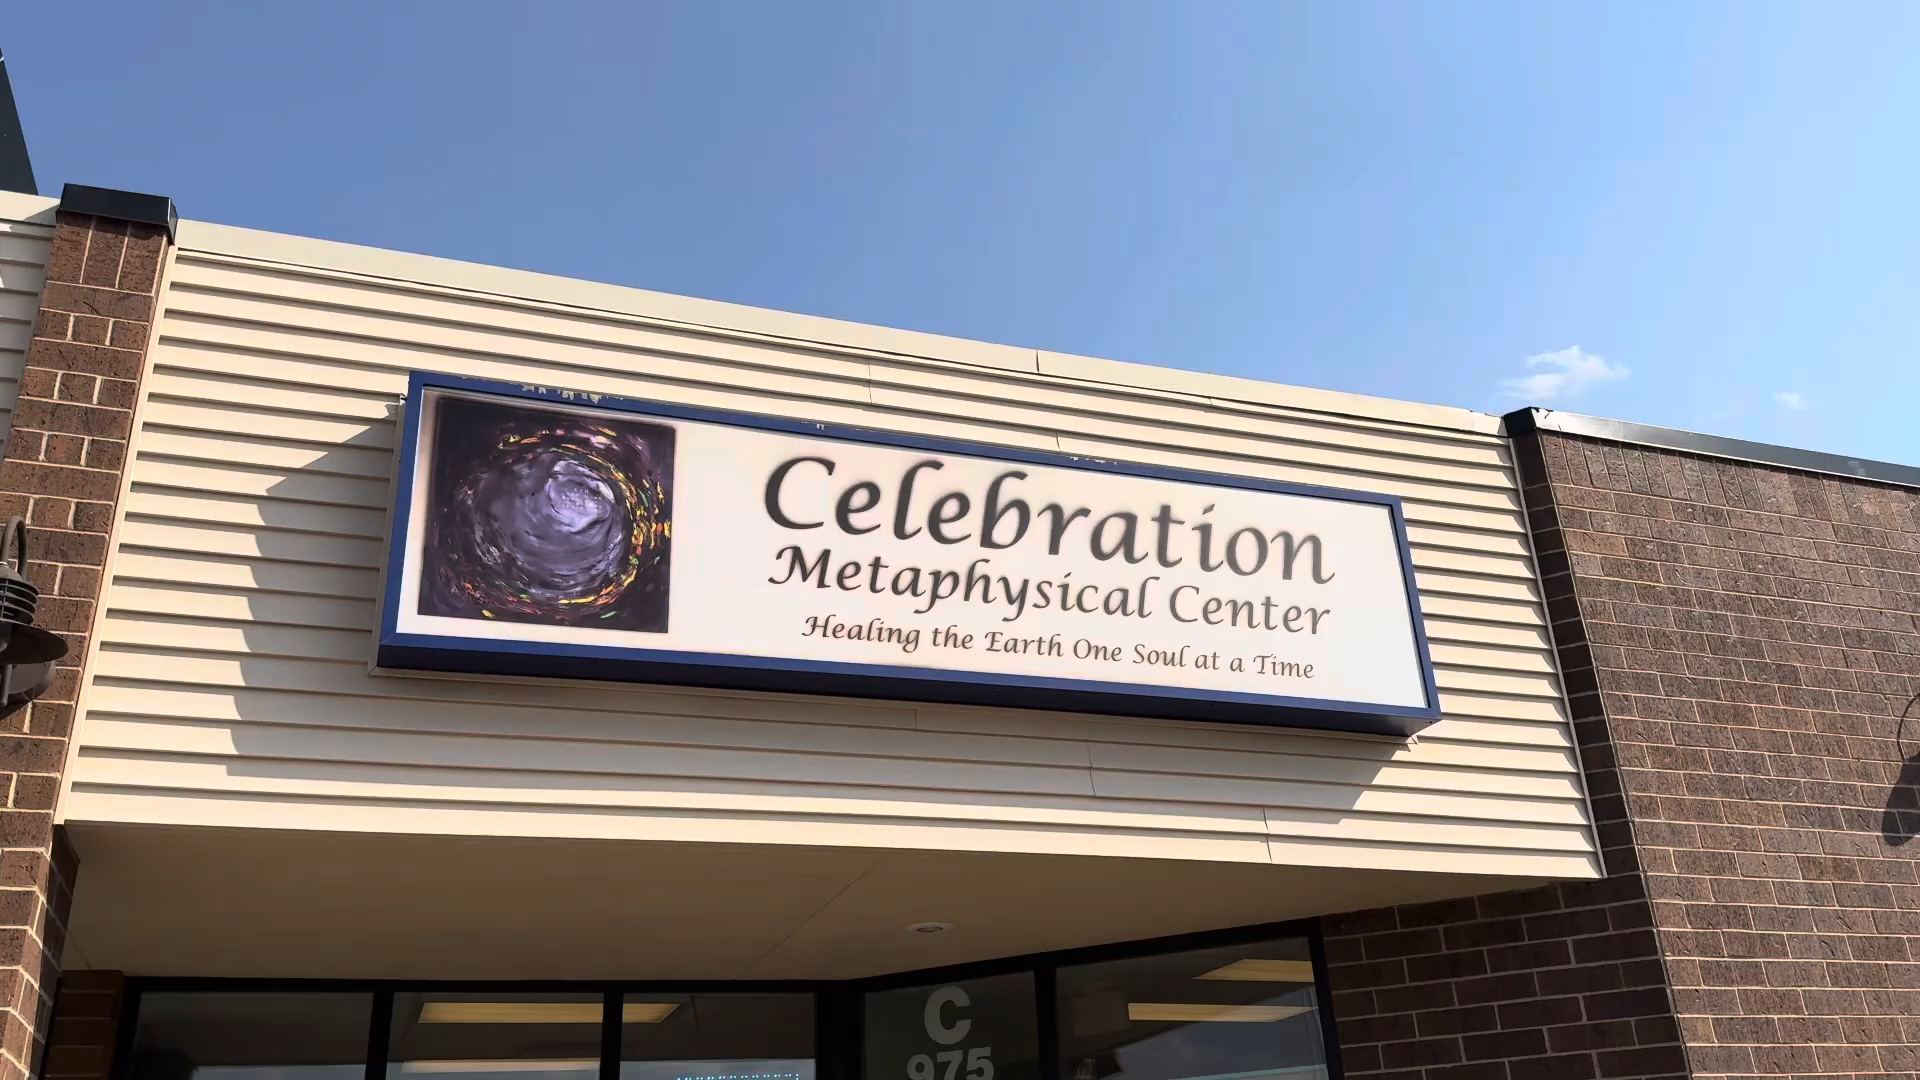 Celebration
Metaphysical Center
Healing the Earth One Soul at a Time
C
975